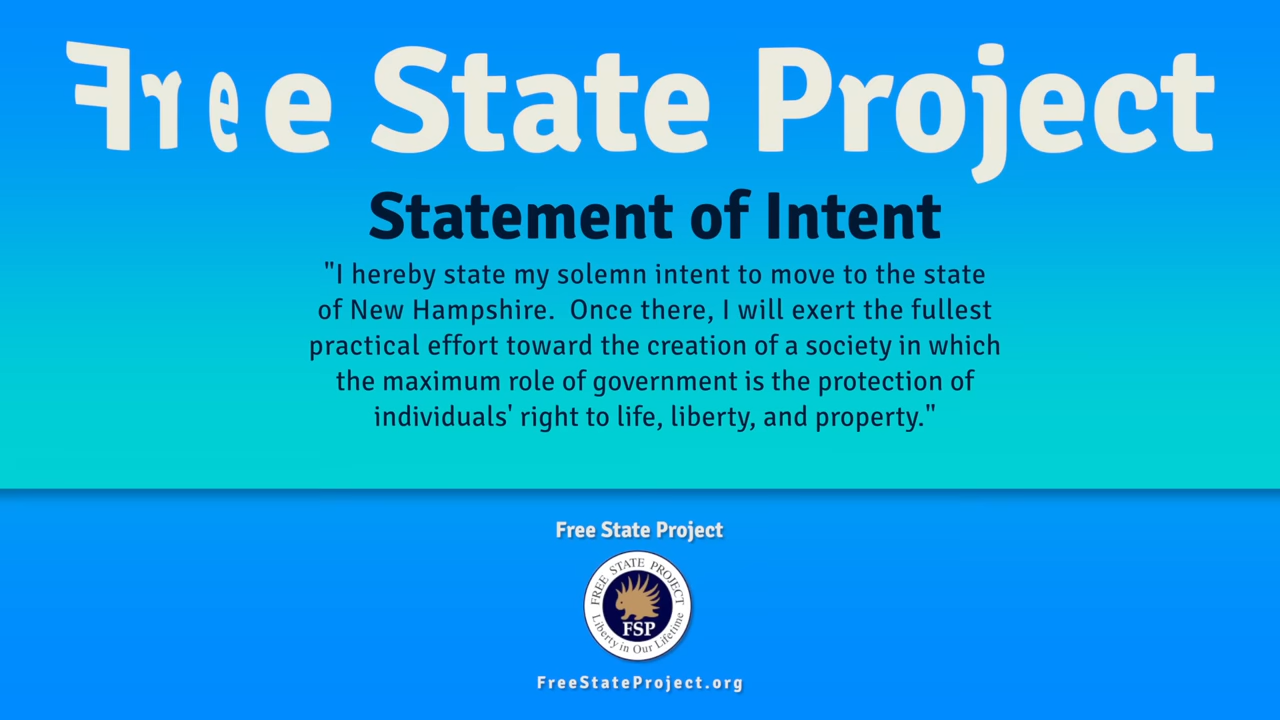 Free State Project
Statement of Intent
"I hereby state my solemn intent to move to the state
of New Hampshire.  Once there, I will exert the fullest
practical effort toward the creation of a society in which
the maximum role of government is the protection of
individuals' right to life, liberty, and property."
Free State Project
FREE STATE PROJECT
FSP
Liberty in Our Lifetime
FreeStateProject.org